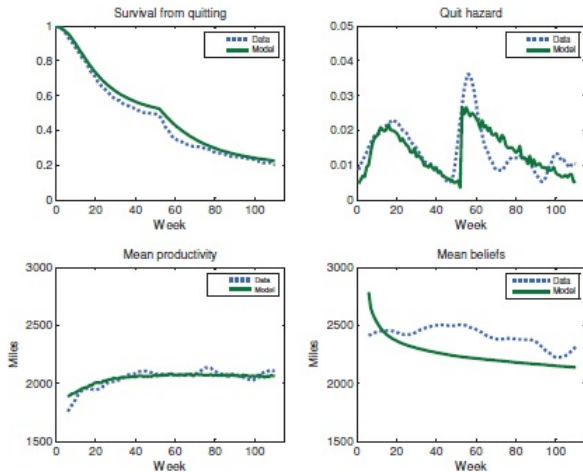 Survival from quitting
1
0.8
0.6
0.4
0.2
0
0 20 40 60 80 100
Week
Data
Model
Quit hazard
0.05
0.04
0.03
0.02
0.01
0
0 20 40 60 80 100
Week
Data
Model
Mean productivity
3000
2500
2000
1500
Miles
0 20 40 60 80 100
Week
Data
Model
Mean beliefs
3000
2500
2000
1500
Miles
0 20 40 60 80 100
Week
Data
Model